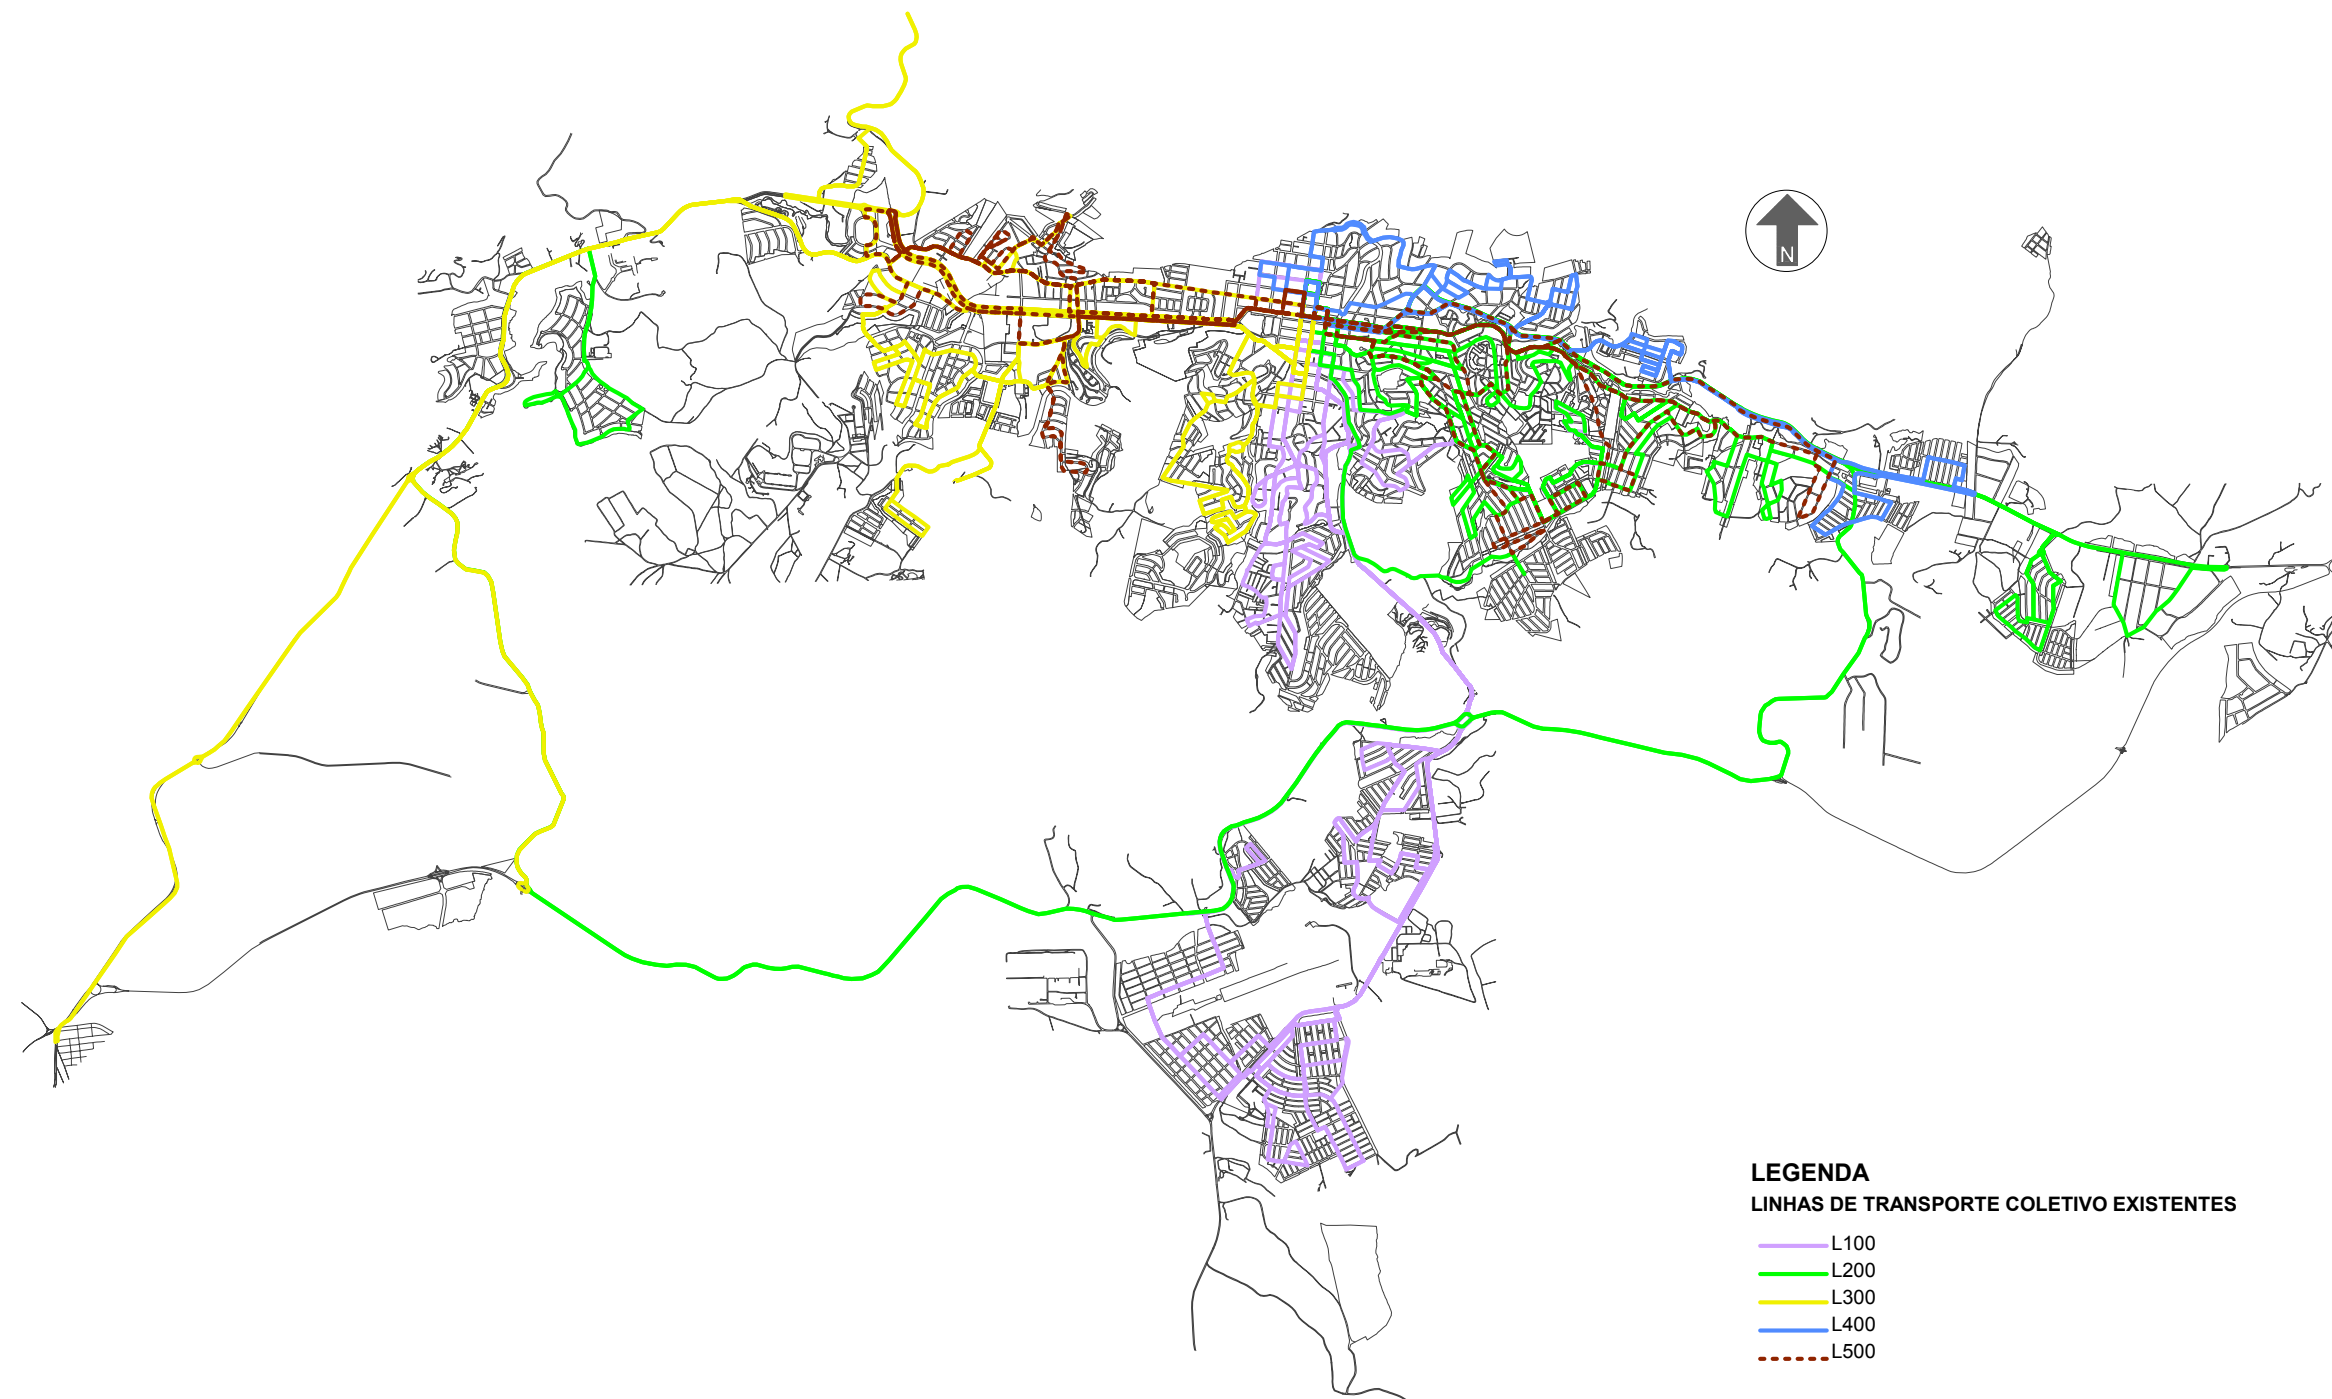 N
LEGENDA
LINHAS DE TRANSPORTE COLETIVO EXISTENTES
L100
L200
L300
L400
L500